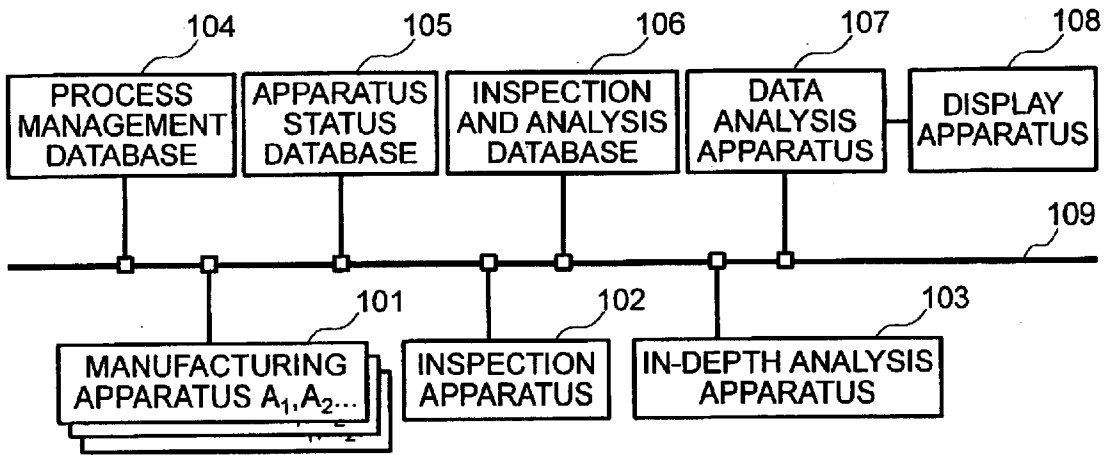 104
105
106
107
108
PROCESS
MANAGEMENT
DATABASE
APPARATUS
STATUS
DATABASE
INSPECTION
AND ANALYSIS
DATABASE
DATA
ANALYSIS
APPARATUS
DISPLAY
APPARATUS
109
101
102
103
MANUFACTURING
APPARATUS A₁,A₂...
INSPECTION
APPARATUS
IN-DEPTH ANALYSIS
APPARATUS